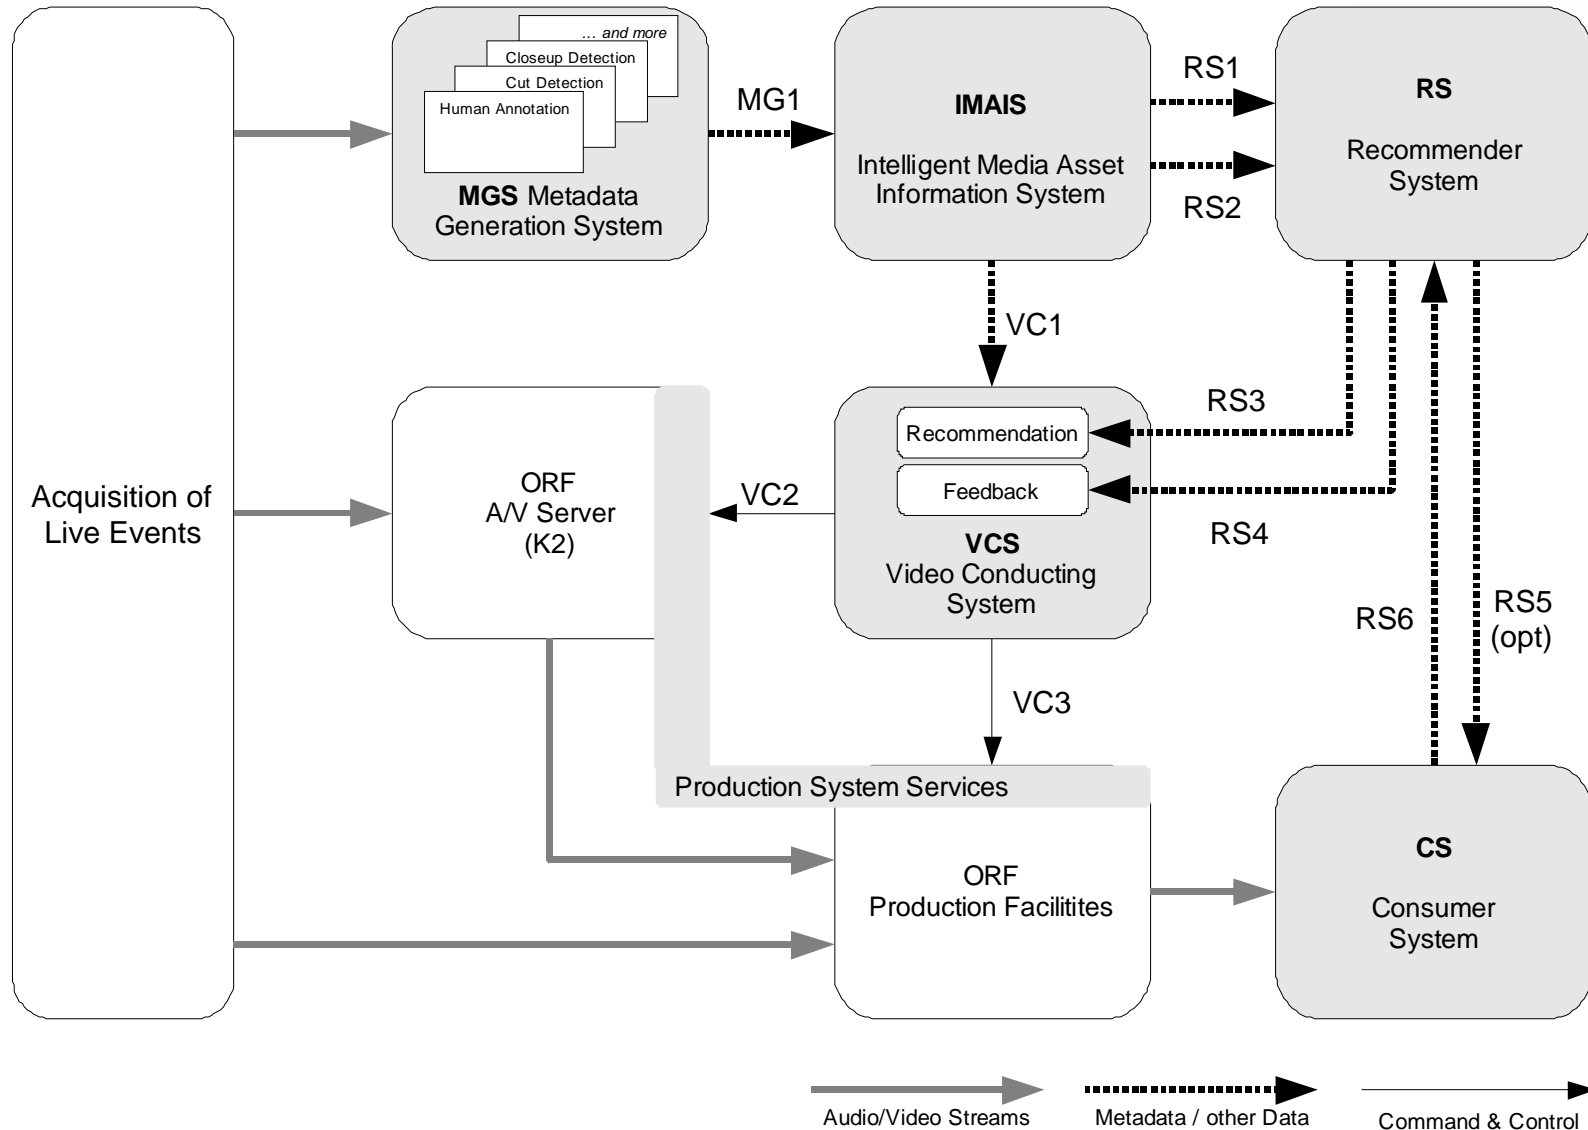 Acquisition of
Live Events
... and more
Closeup Detection
Cut Detection
Human Annotation
MGS Metadata
Generation System
MG1
IMAIS
Intelligent Media Asset
Information System
RS1
RS2
RS
Recommender
System
VC1
RS3
RS4
Recommendation
Feedback
VCS
Video Conducting
System
VC2
ORF
A/V Server
(K2)
VC3
RS6
RS5
(opt)
Production System Services
ORF
Production Facilitites
CS
Consumer
System
Audio/Video Streams
Metadata / other Data
Command & Control